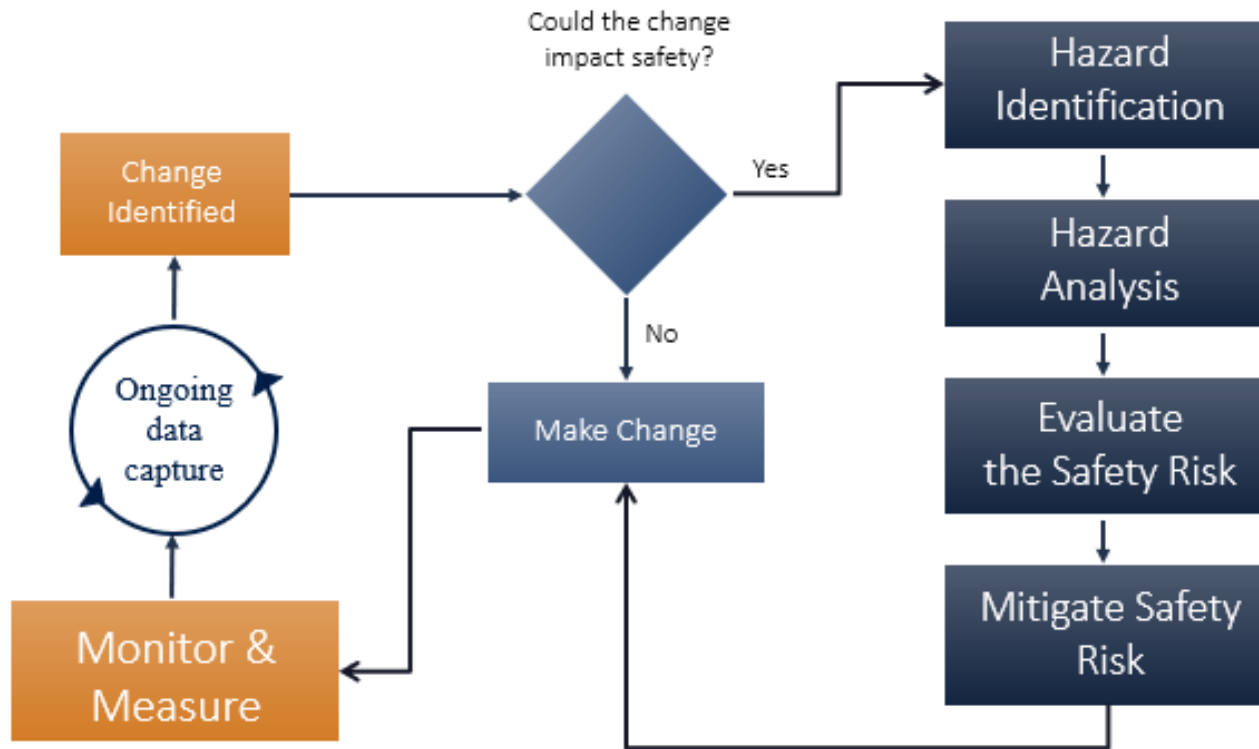 Could the change
impact safety?
Hazard
Identification
Change
Identified
Yes
Hazard
Analysis
No
Ongoing
data
capture
Make Change
Evaluate
the Safety Risk
Monitor &
Measure
Mitigate Safety
Risk